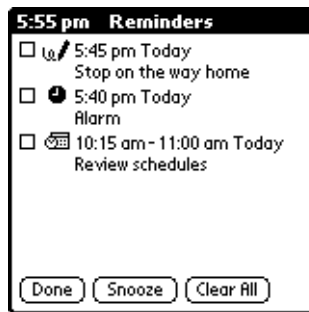 5:55 pm Reminders
5:45 pm Today
Stop on the way home
5:40 pm Today
Alarm
10:15 am - 11:00 am Today
Review schedules
Done Snooze Clear All